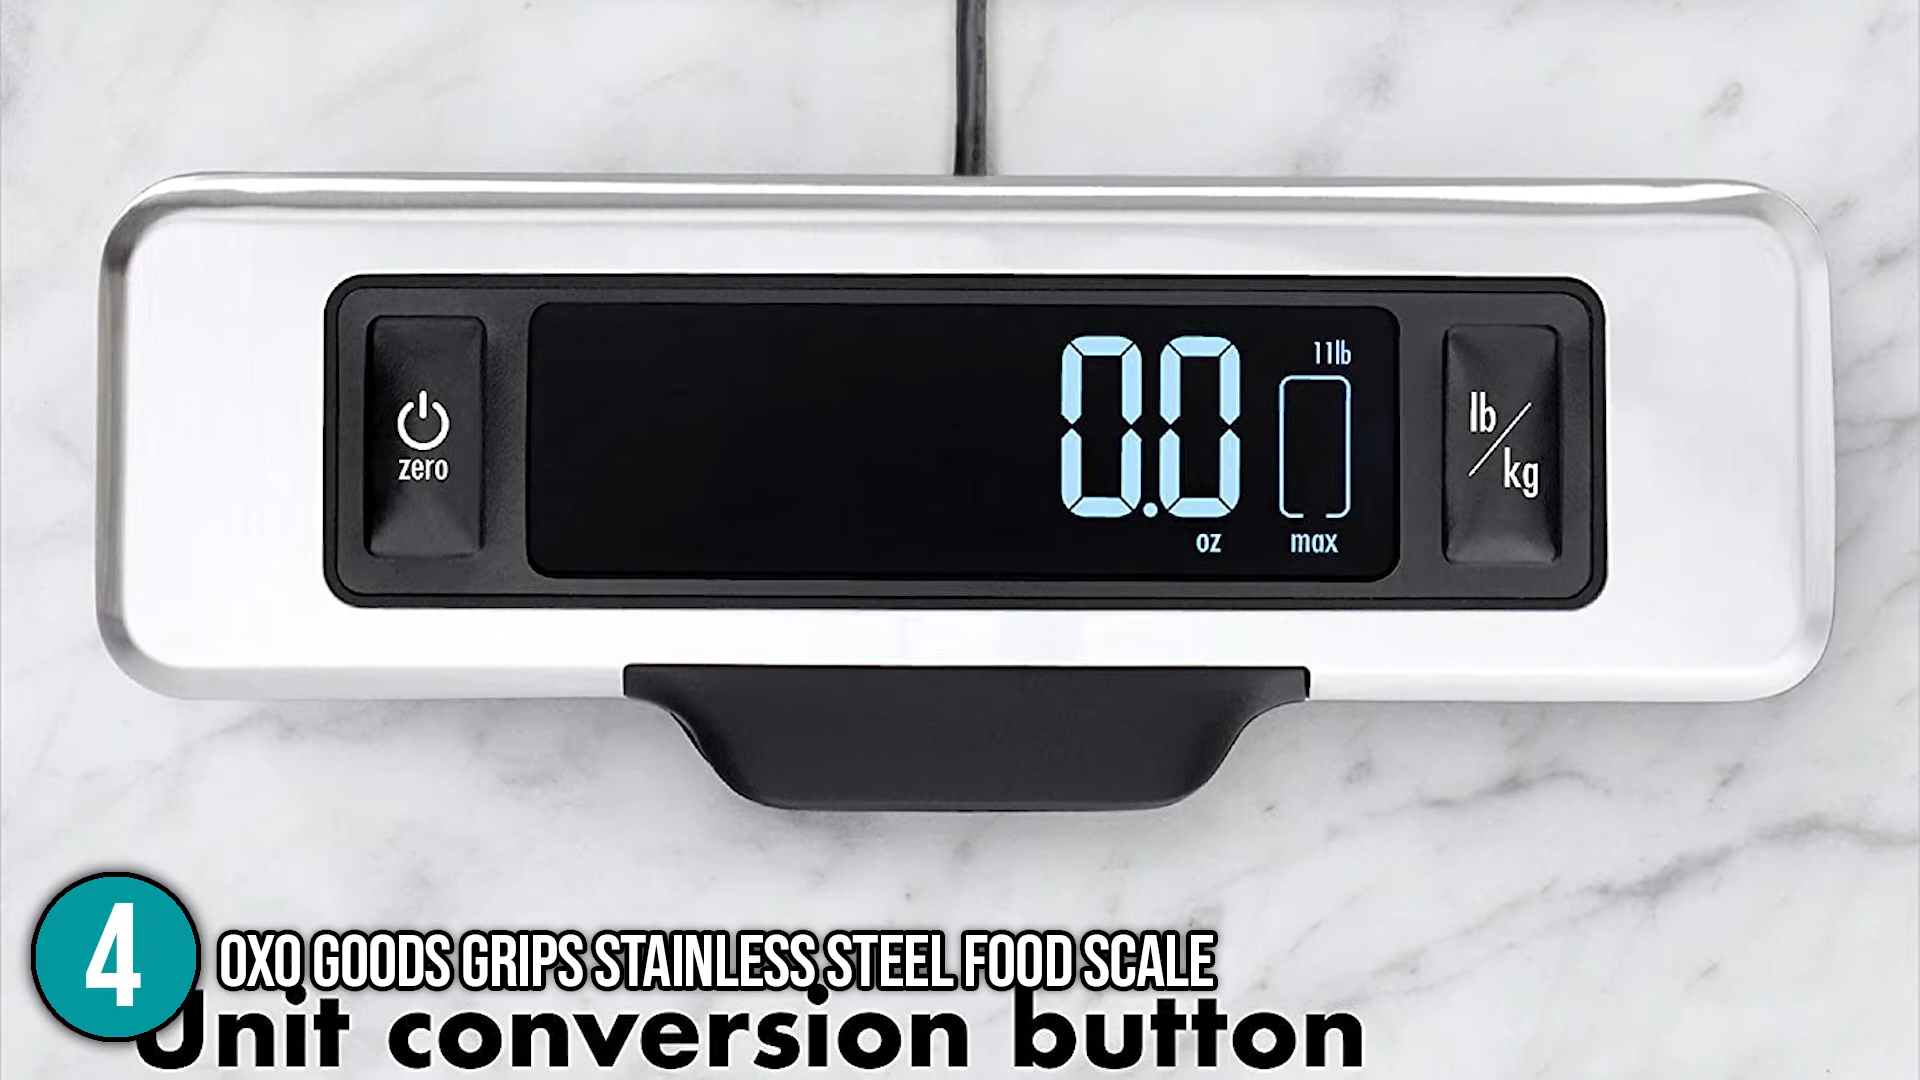 11lb
0.0
oz
max
zero
lb/kg
4
OXO GOODS GRIPS STAINLESS STEEL FOOD SCALE
Unit conversion button